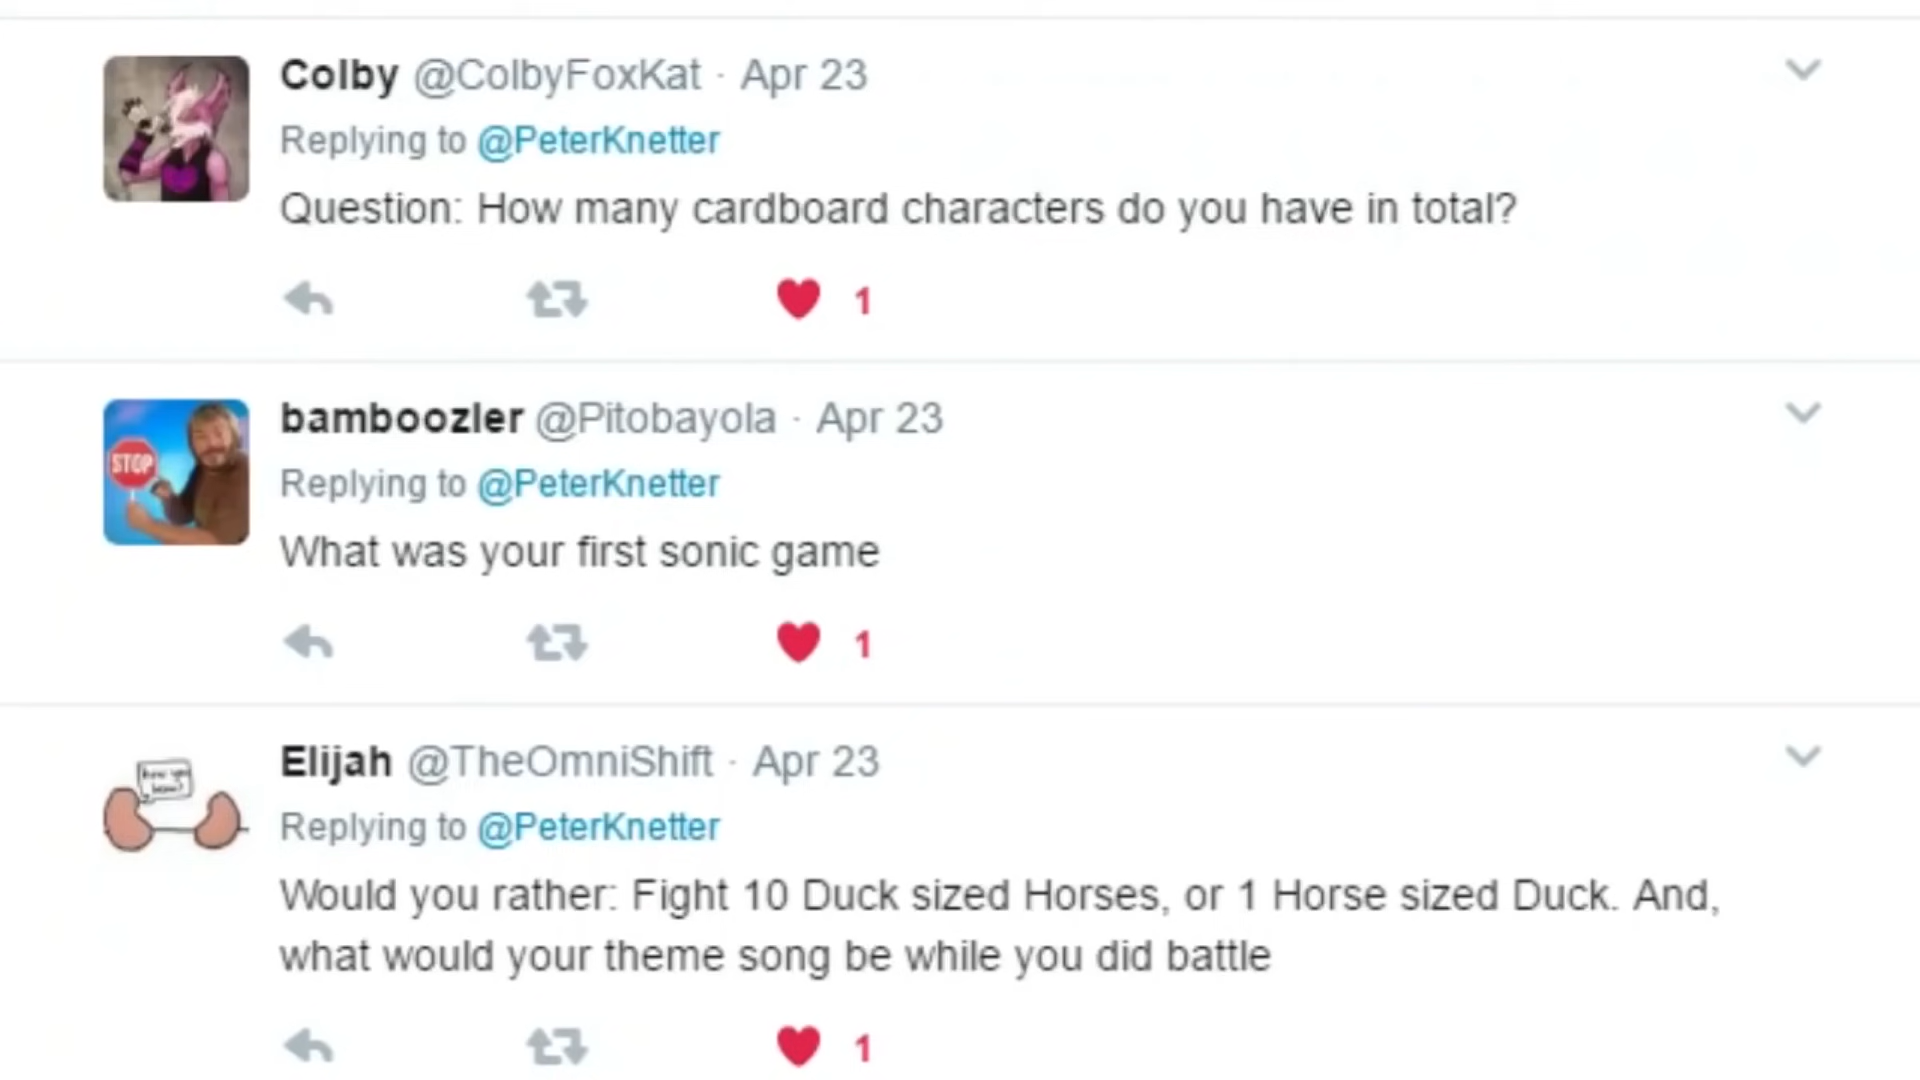 Colby @ColbyFoxKat · Apr 23
Replying to @PeterKnetter
Question: How many cardboard characters do you have in total?
1
bamboozler @Pitobayola · Apr 23
Replying to @PeterKnetter
STOP
What was your first sonic game
1
Elijah @TheOmniShift · Apr 23
Replying to @PeterKnetter
Would you rather: Fight 10 Duck sized Horses, or 1 Horse sized Duck. And,
what would your theme song be while you did battle
1